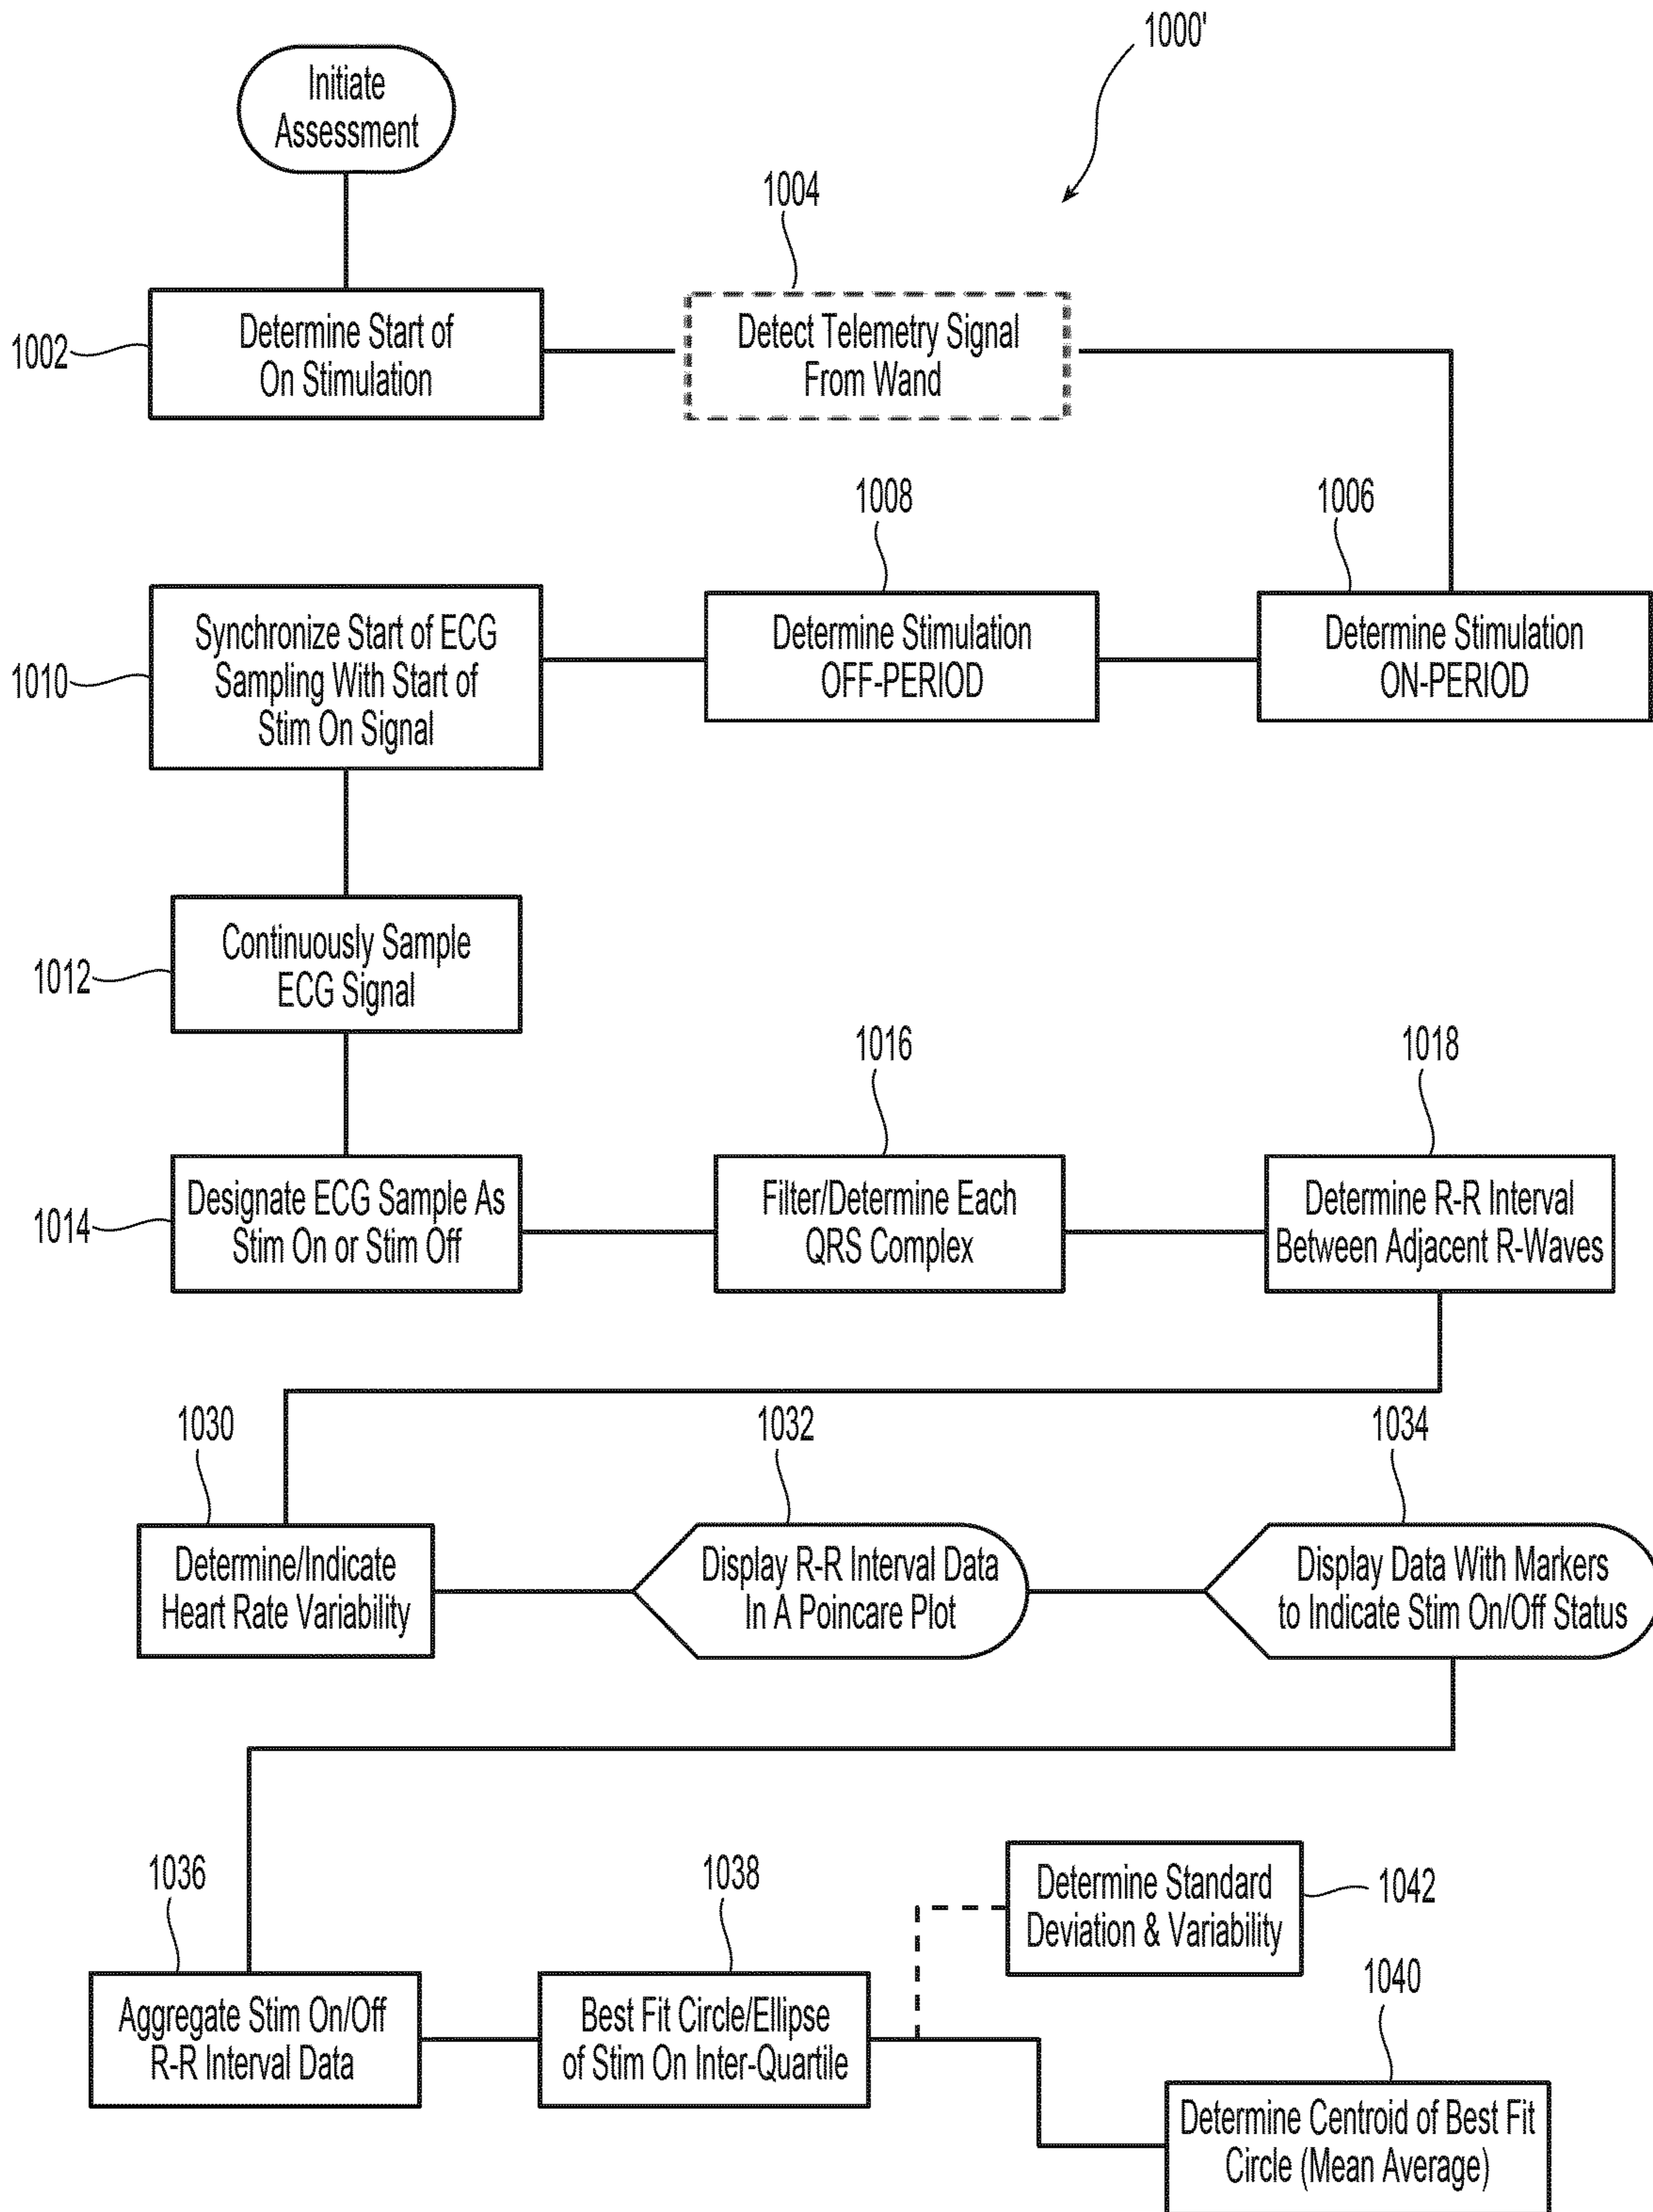 1000'
Initiate
Assessment
1004
1002
Determine Start of
On Stimulation
Detect Telemetry Signal
From Wand
1008
1006
1010
Synchronize Start of ECG
Sampling With Start of
Stim On Signal
Determine Stimulation
OFF-PERIOD
Determine Stimulation
ON-PERIOD
1012
Continuously Sample
ECG Signal
1016
1018
1014
Designate ECG Sample As
Stim On or Stim Off
Filter/Determine Each
QRS Complex
Determine R-R Interval
Between Adjacent R-Waves
1030
1032
1034
Determine/Indicate
Heart Rate Variability
Display R-R Interval Data
In A Poincare Plot
Display Data With Markers
to Indicate Stim On/Off Status
1036
1038
Determine Standard
Deviation & Variability
1042
1040
Aggregate Stim On/Off
R-R Interval Data
Best Fit Circle/Ellipse
of Stim On Inter-Quartile
Determine Centroid of Best Fit
Circle (Mean Average)